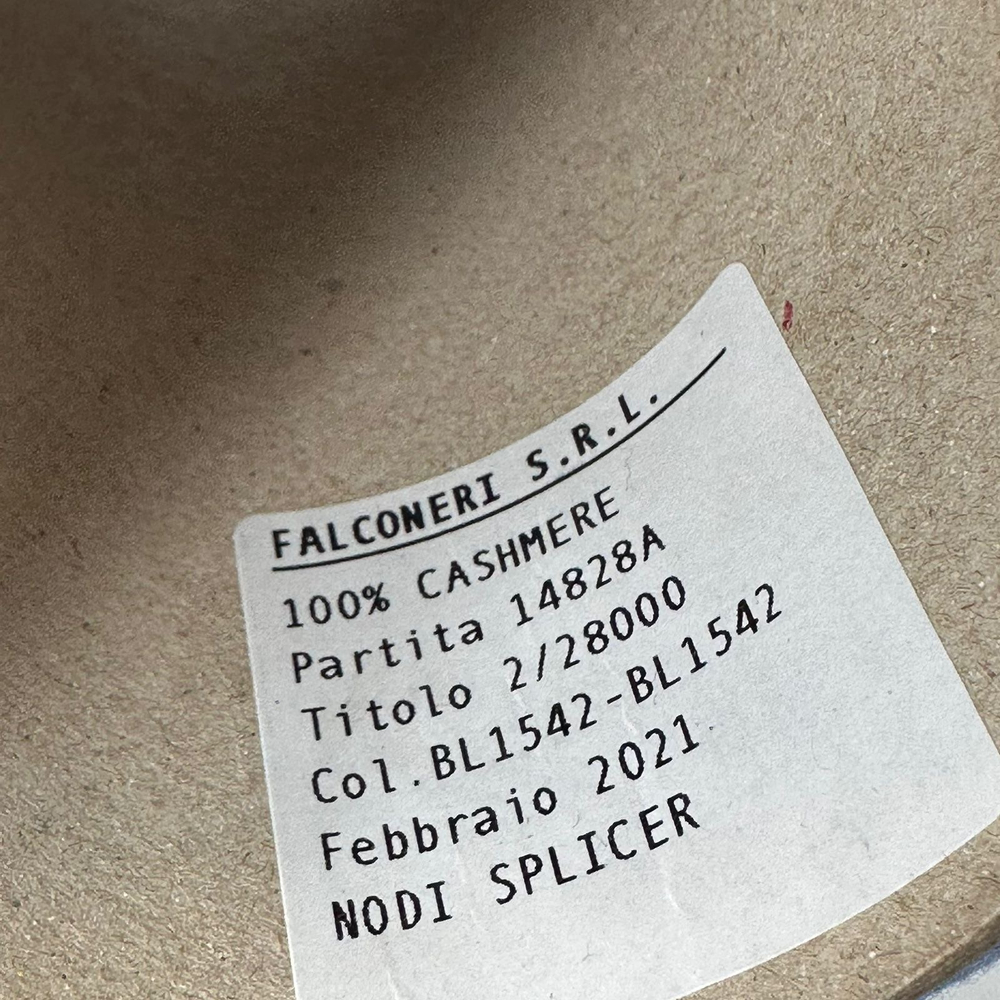 FALCONERI S.R.L.
100% CASHMERE
Partita 14828A
Titolo 2/28000
Col.BL1542-BL1542
Febbraio 2021
NODI SPLICER